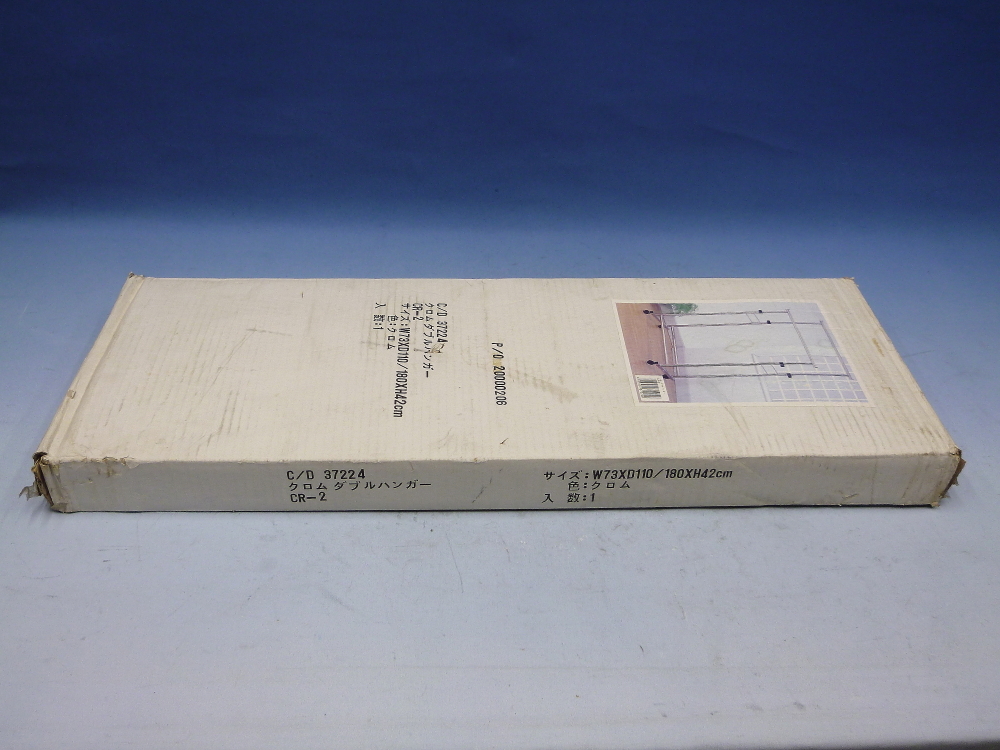 C/D 37224
クロムダブルハンガー
CR-2
サイズ:W73XD110/180XH42cm
色:クロム
入 数:1
P/O 20000206
C/D 37224
クロムダブルハンガー
CR-2
サイズ:W73XD110/180XH42cm
色:クロム
入 数:1